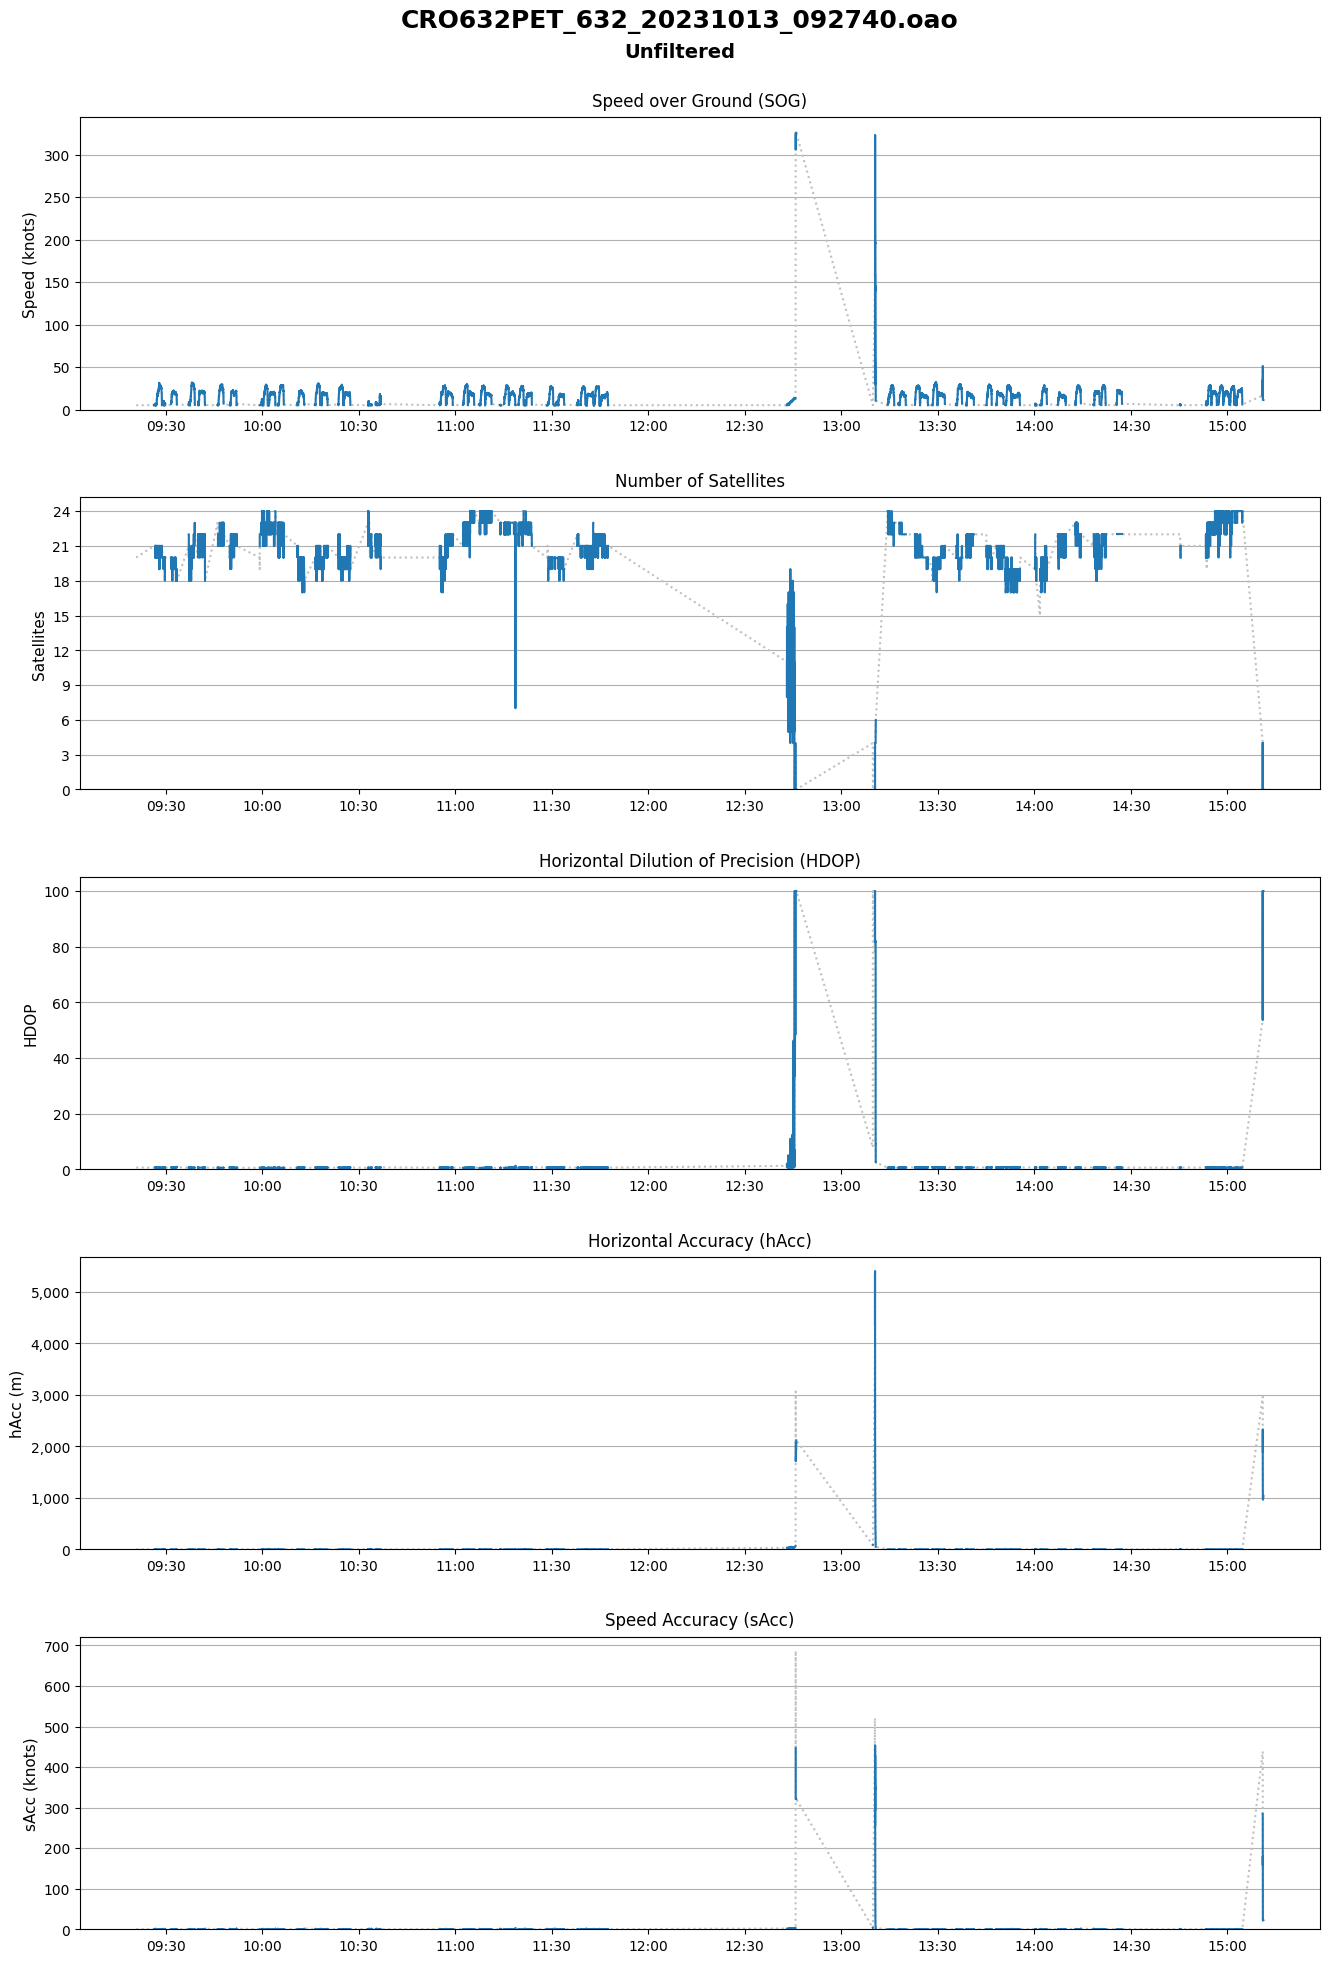 CRO632PET_632_20231013_092740.oao
Unfiltered
Speed over Ground (SOG)
Speed (knots)
300
250
200
150
100
50
0
09:30 10:00 10:30 11:00 11:30 12:00 12:30 13:00 13:30 14:00 14:30 15:00
Number of Satellites
Satellites
24
21
18
15
12
9
6
3
0
09:30 10:00 10:30 11:00 11:30 12:00 12:30 13:00 13:30 14:00 14:30 15:00
Horizontal Dilution of Precision (HDOP)
HDOP
100
80
60
40
20
0
09:30 10:00 10:30 11:00 11:30 12:00 12:30 13:00 13:30 14:00 14:30 15:00
Horizontal Accuracy (hAcc)
hAcc (m)
5,000
4,000
3,000
2,000
1,000
0
09:30 10:00 10:30 11:00 11:30 12:00 12:30 13:00 13:30 14:00 14:30 15:00
Speed Accuracy (sAcc)
sAcc (knots)
700
600
500
400
300
200
100
0
09:30 10:00 10:30 11:00 11:30 12:00 12:30 13:00 13:30 14:00 14:30 15:00